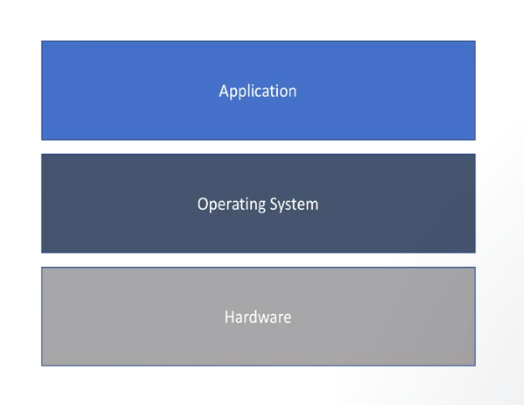 Application
Operating System
Hardware